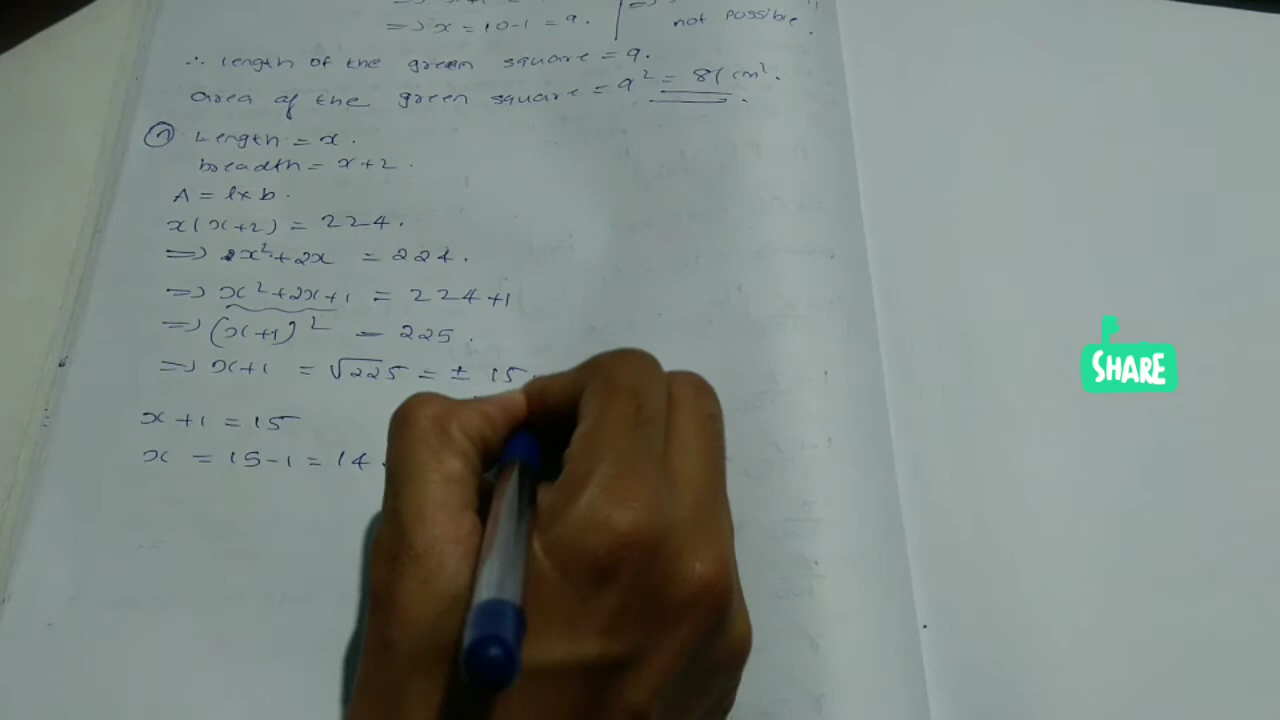 => x = 10-1 = 9.
not possible.
∴ Length of the green square = 9.
area of the green square = 9² = 81 cm².
Length = x.
breadth = x+2.
A = l×b.
x(x+2) = 224.
=> x²+2x = 224.
=> x²+2x+1 = 224+1
=> (x+1)² = 225.
=> x+1 = √225 = ± 15
x+1 = 15
x = 15-1 = 14.
SHARE